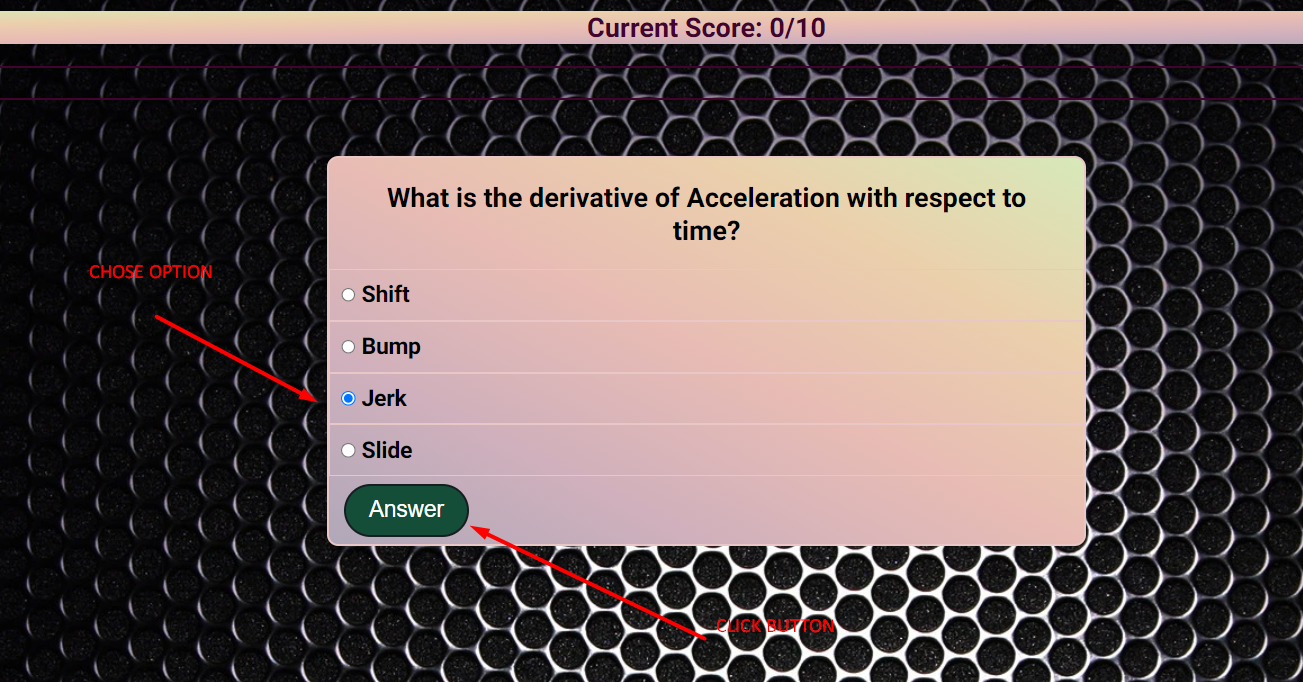 Current Score: 0/10
What is the derivative of Acceleration with respect to
time?
CHOSE OPTION
Shift
Bump
Jerk
Slide
Answer
CLICK BUTTON